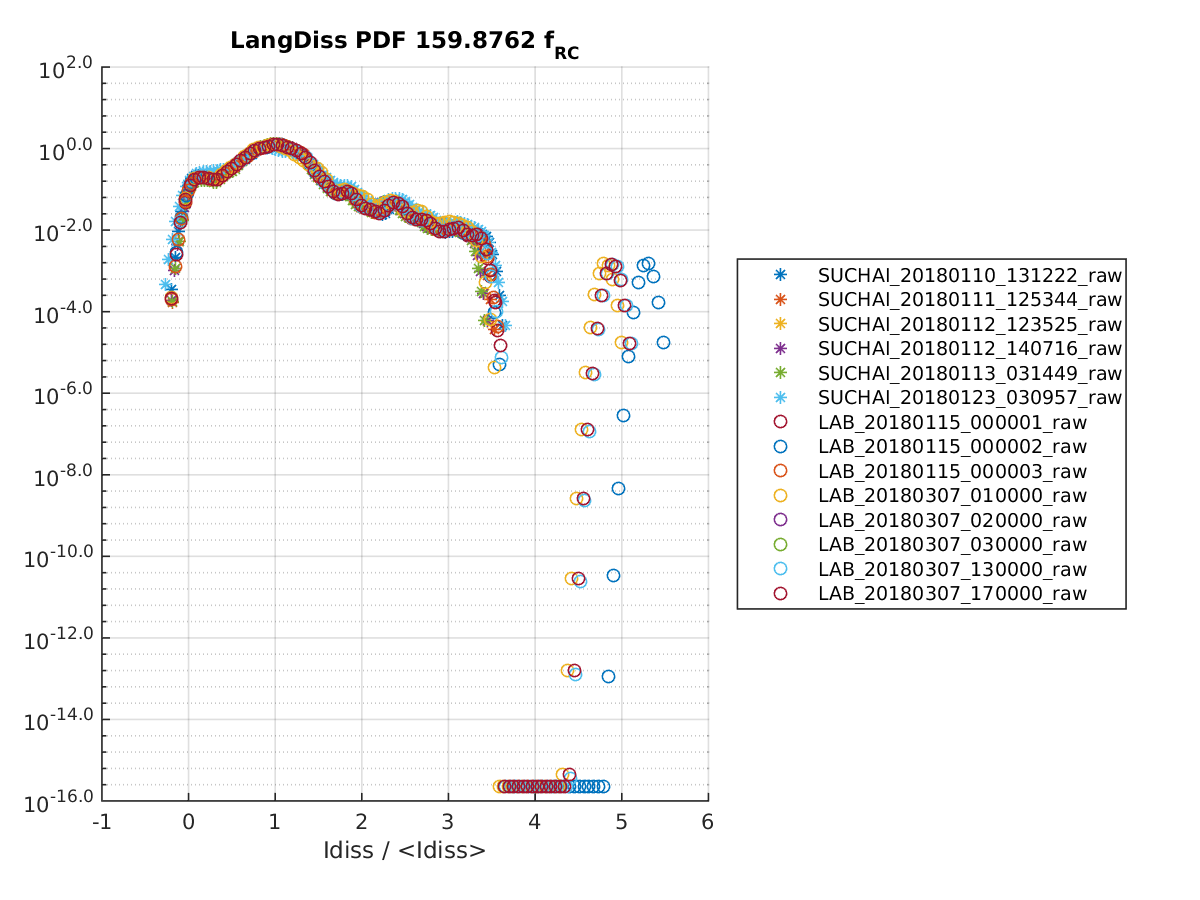 LangDiss PDF 159.8762 f_RC
10^2.0
10^0.0
10^-2.0
10^-4.0
10^-6.0
10^-8.0
10^-10.0
10^-12.0
10^-14.0
10^-16.0
-1 0 1 2 3 4 5 6
Idiss / <Idiss>
SUCHAI_20180110_131222_raw
SUCHAI_20180111_125344_raw
SUCHAI_20180112_123525_raw
SUCHAI_20180112_140716_raw
SUCHAI_20180113_031449_raw
SUCHAI_20180123_030957_raw
LAB_20180115_000001_raw
LAB_20180115_000002_raw
LAB_20180115_000003_raw
LAB_20180307_010000_raw
LAB_20180307_020000_raw
LAB_20180307_030000_raw
LAB_20180307_130000_raw
LAB_20180307_170000_raw